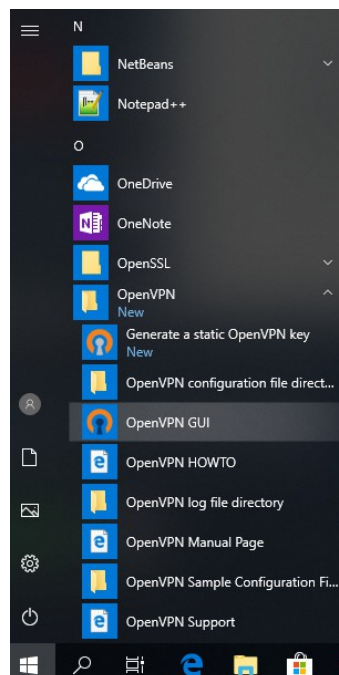 N
NetBeans
Notepad++
O
OneDrive
OneNote
OpenSSL
OpenVPN
New
Generate a static OpenVPN key
New
OpenVPN configuration file direct...
OpenVPN GUI
OpenVPN HOWTO
OpenVPN log file directory
OpenVPN Manual Page
OpenVPN Sample Configuration Fi...
OpenVPN Support